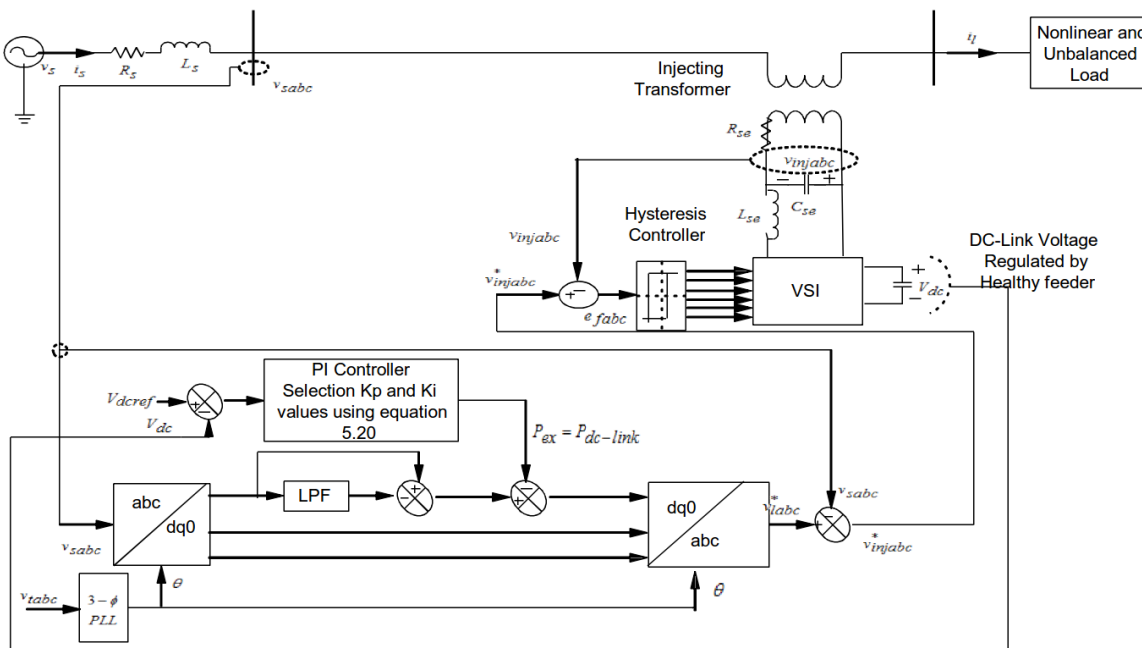 v_s
i_s
R_s
L_s
v_sabc
Injecting
Transformer
i_l
Nonlinear and
Unbalanced
Load
R_se
v_injabc
− +
C_se
L_se
Hysteresis
Controller
v_injabc
v*_injabc
+ −
e_fabc
VSI
+
V_dc
−
DC-Link Voltage
Regulated by
Healthy feeder
PI Controller
Selection Kp and Ki
values using equation
5.20
V_dcref
+ −
V_dc
P_ex = P_dc−link
abc
dq0
LPF
− +
+ −
dq0
abc
v*_labc
v_sabc
+ −
v*_injabc
v_sabc
θ
θ
v_tabc
3−ϕ
PLL